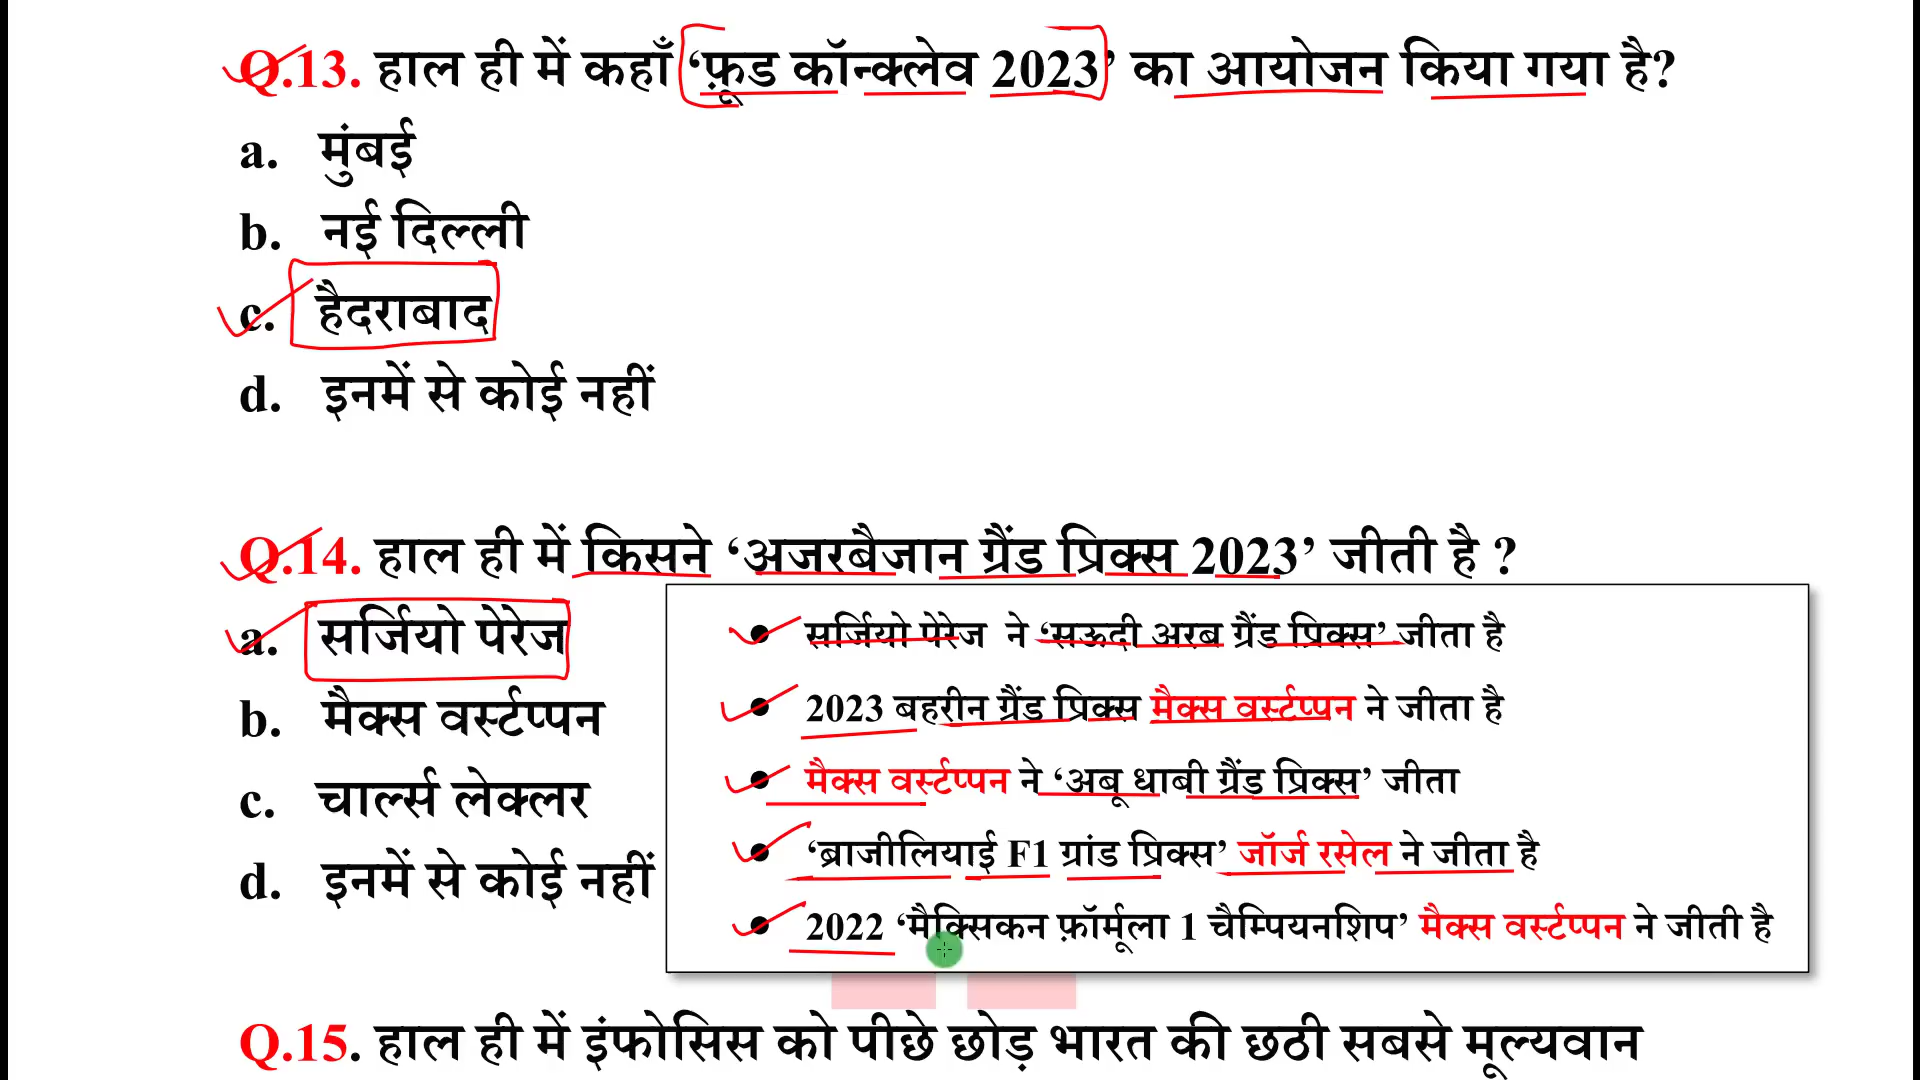 Q.13. हाल ही में कहाँ ‘फ़ूड कॉन्क्लेव 2023’ का आयोजन किया गया है?
a. मुंबई
b. नई दिल्ली
c. हैदराबाद
d. इनमें से कोई नहीं
Q.14. हाल ही में किसने ‘अजरबैजान ग्रैंड प्रिक्स 2023’ जीती है ?
a. सर्जियो पेरेज
b. मैक्स वर्स्टप्पन
c. चार्ल्स लेक्लर
d. इनमें से कोई नहीं
● सर्जियो पेरेज ने ‘सऊदी अरब ग्रैंड प्रिक्स’ जीता है
● 2023 बहरीन ग्रैंड प्रिक्स मैक्स वर्स्टप्पन ने जीता है
● मैक्स वर्स्टप्पन ने ‘अबू धाबी ग्रैंड प्रिक्स’ जीता
● ‘ब्राजीलियाई F1 ग्रांड प्रिक्स’ जॉर्ज रसेल ने जीता है
● 2022 ‘मैक्सिकन फ़ॉर्मूला 1 चैम्पियनशिप’ मैक्स वर्स्टप्पन ने जीती है
Q.15. हाल ही में इंफोसिस को पीछे छोड़ भारत की छठी सबसे मूल्यवान